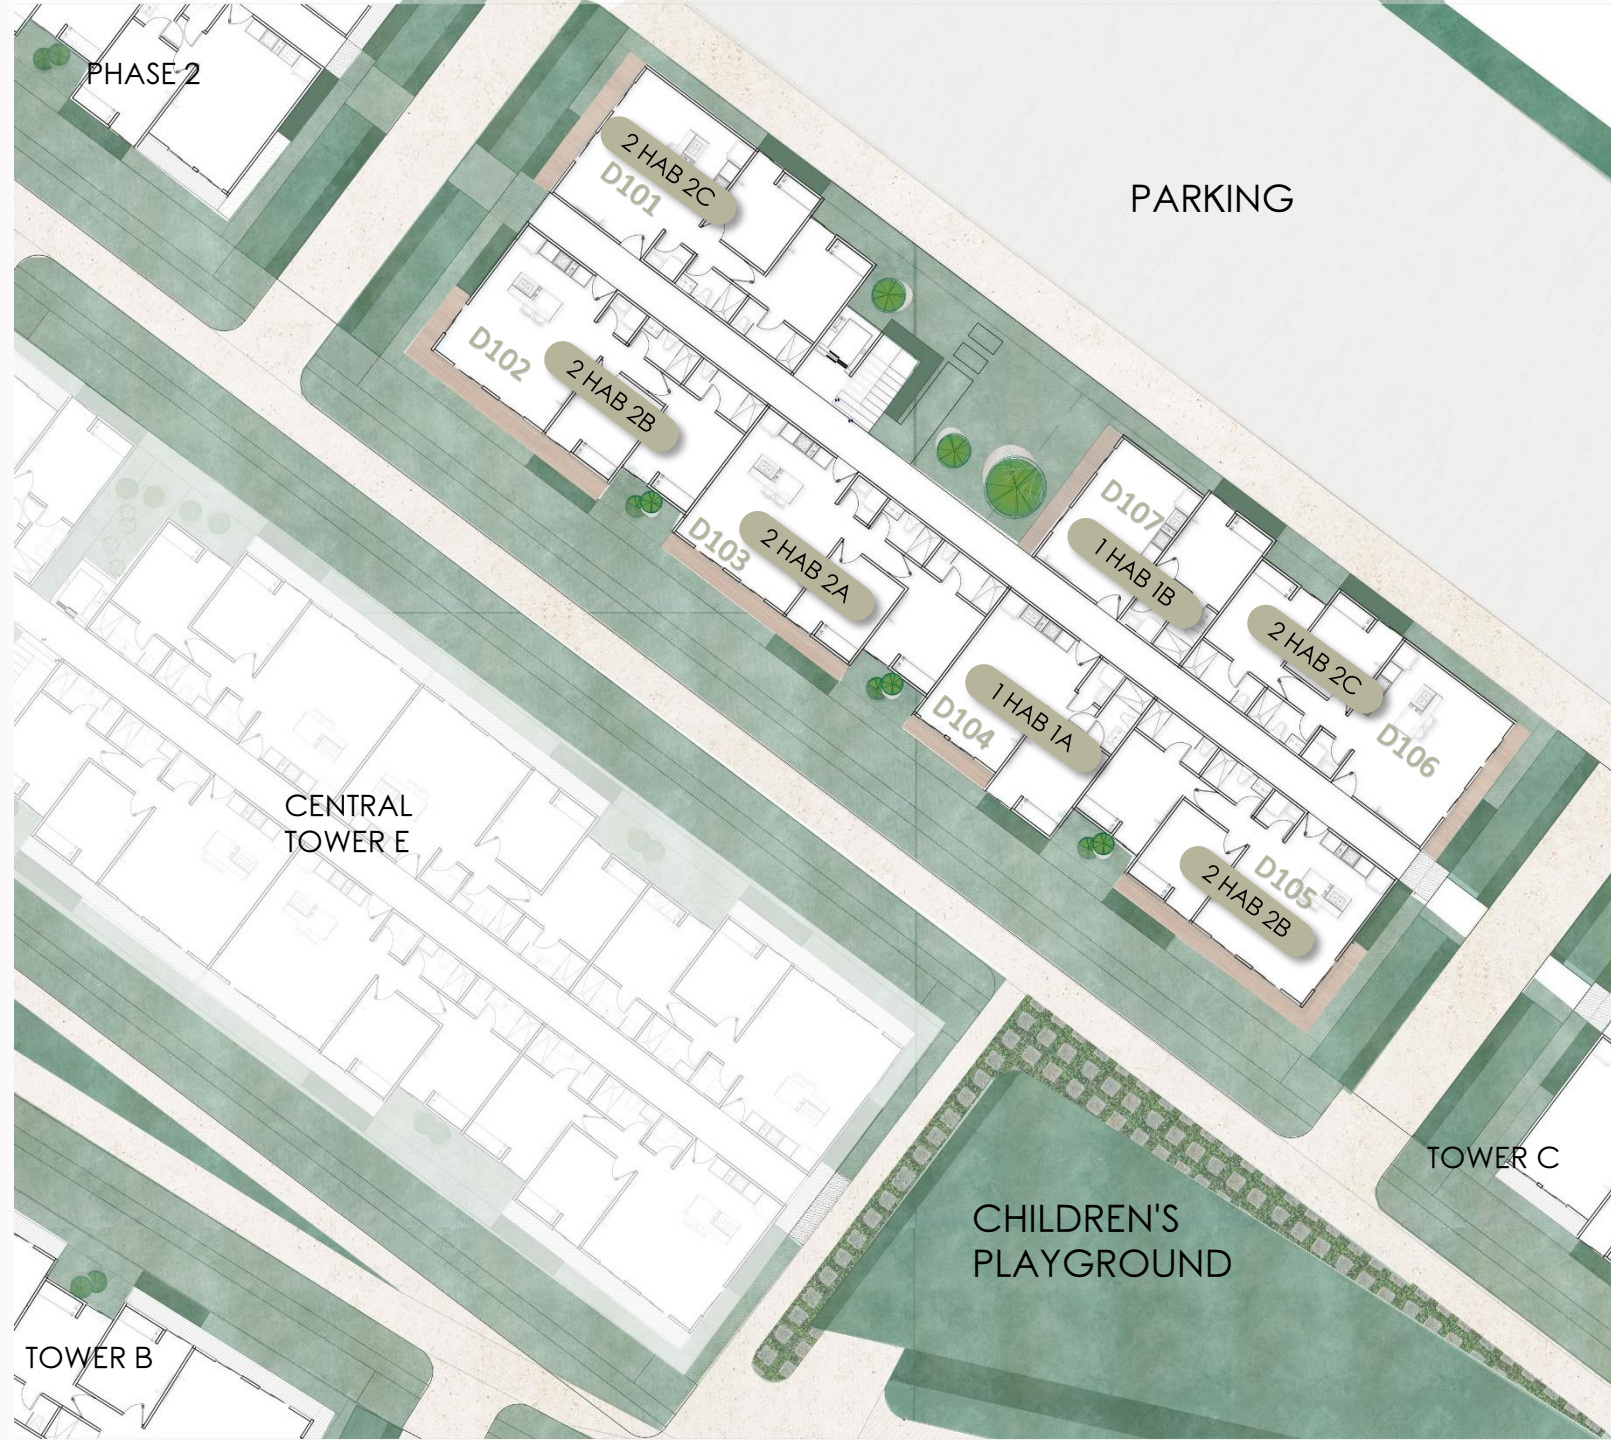 PHASE 2
PARKING
2 HAB 2C
D101
D102
2 HAB 2B
D103
2 HAB 2A
D107
1 HAB 1B
2 HAB 2C
D106
1 HAB 1A
D104
D105
2 HAB 2B
CENTRAL
TOWER E
TOWER C
CHILDREN'S
PLAYGROUND
TOWER B